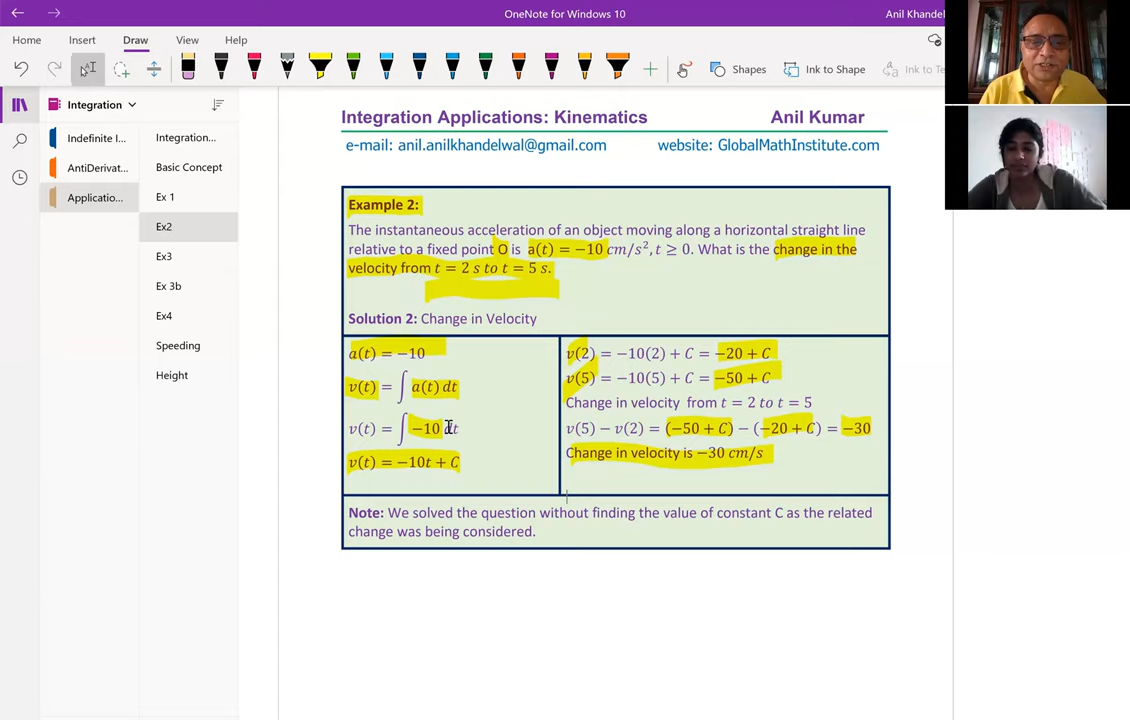 OneNote for Windows 10
Anil Khandel
Home Insert Draw View Help
Shapes Ink to Shape Ink to Te
Integration
Indefinite I...
AntiDerivat...
Applicatio...
Integration...
Basic Concept
Ex 1
Ex2
Ex3
Ex 3b
Ex4
Speeding
Height
Integration Applications: Kinematics Anil Kumar
e-mail: anil.anilkhandelwal@gmail.com website: GlobalMathInstitute.com
Example 2:
The instantaneous acceleration of an object moving along a horizontal straight line
relative to a fixed point O is a(t) = −10 cm/s², t ≥ 0. What is the change in the
velocity from t = 2 s to t = 5 s.
Solution 2: Change in Velocity
a(t) = −10
v(t) = ∫ a(t) dt
v(t) = ∫ −10 dt
v(t) = −10t + C
v(2) = −10(2) + C = −20 + C
v(5) = −10(5) + C = −50 + C
Change in velocity from t = 2 to t = 5
v(5) − v(2) = (−50 + C) − (−20 + C) = −30
Change in velocity is −30 cm/s
Note: We solved the question without finding the value of constant C as the related
change was being considered.